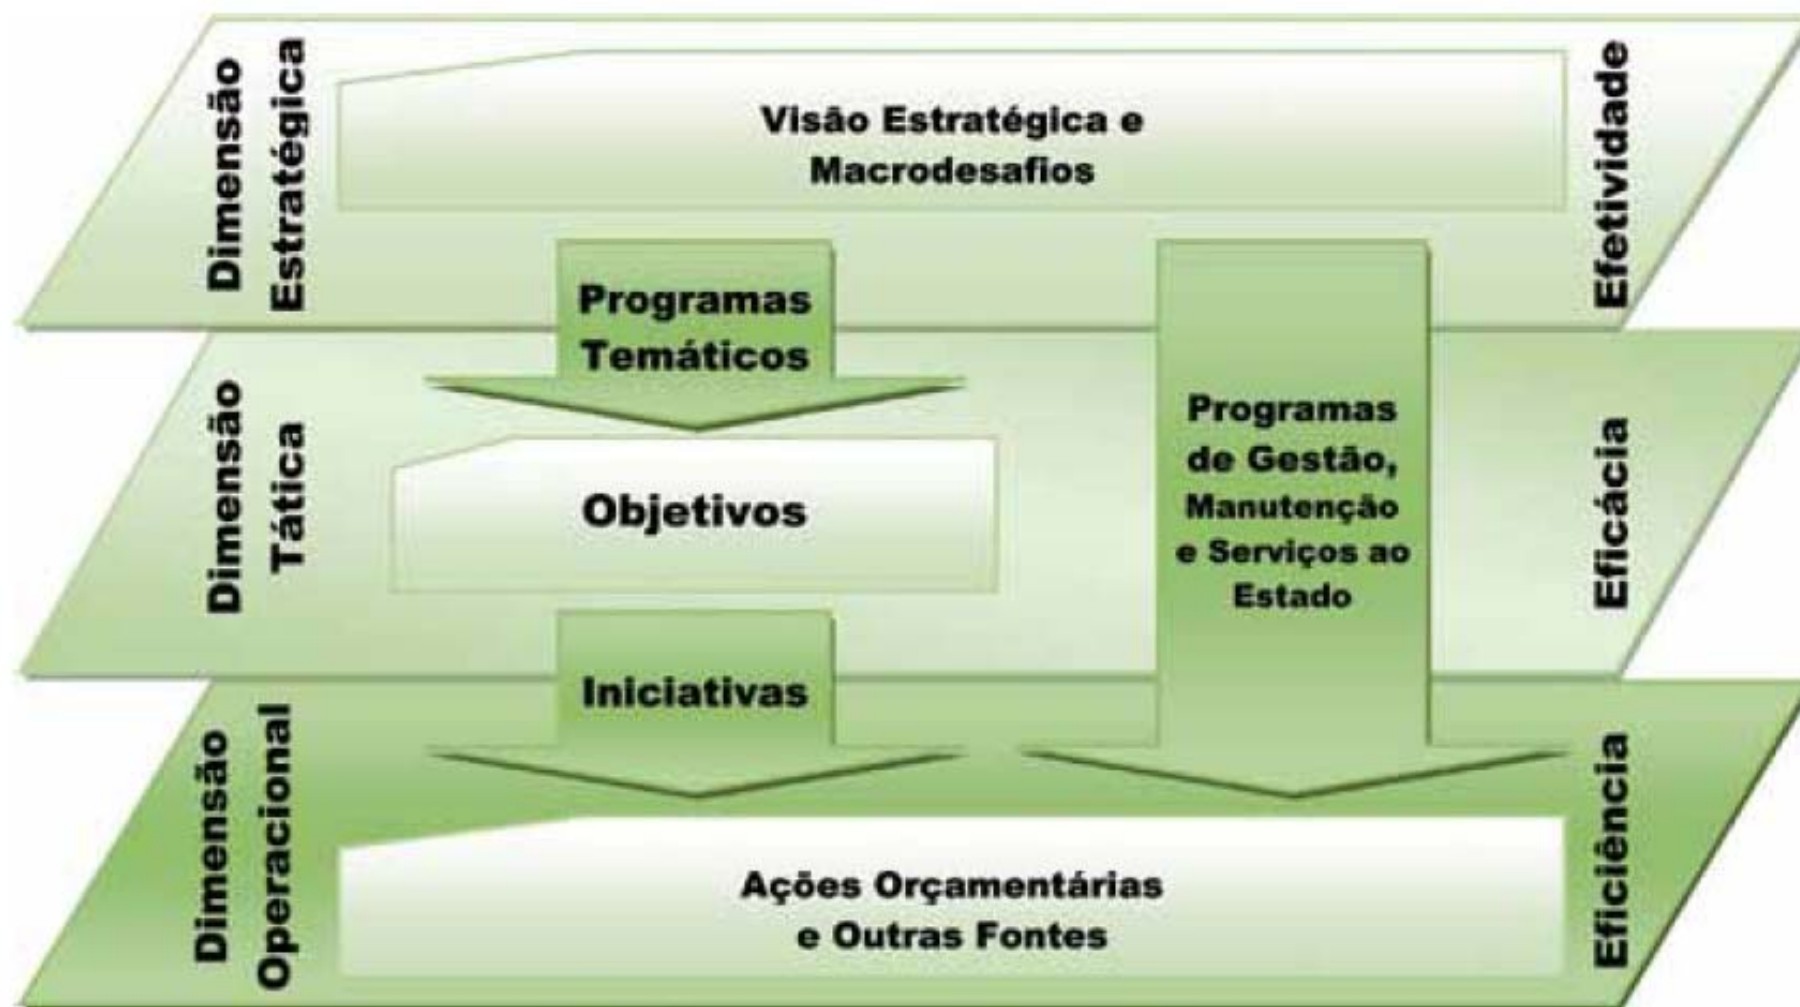 Dimensão
Estratégica
Visão Estratégica e
Macrodesafios
Efetividade
Programas
Temáticos
Dimensão
Tática
Objetivos
Programas
de Gestão,
Manutenção
e Serviços ao
Estado
Eficácia
Iniciativas
Dimensão
Operacional
Ações Orçamentárias
e Outras Fontes
Eficiência